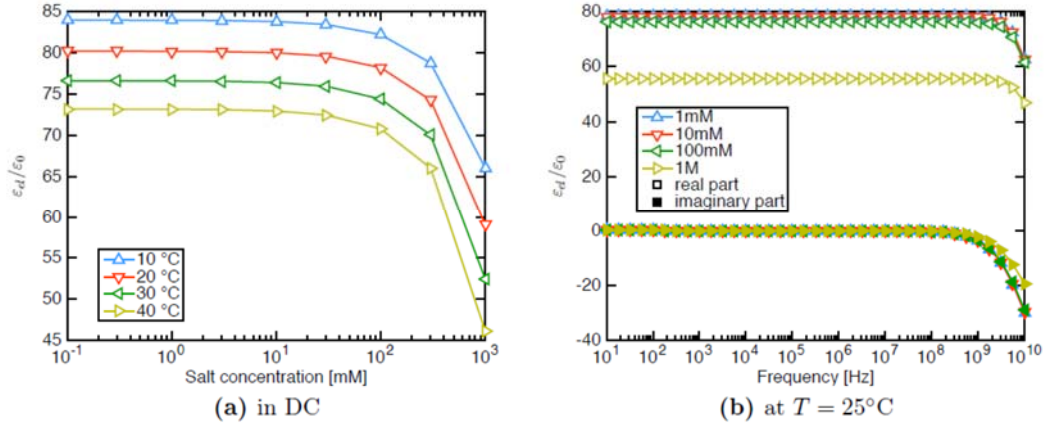 85
80
75
70
65
60
55
50
45
εd/ε0
10 °C
20 °C
30 °C
40 °C
10⁻¹ 10⁰ 10¹ 10² 10³
Salt concentration [mM]
(a) in DC
80
60
40
20
0
-20
-40
εd/ε0
1mM
10mM
100mM
1M
real part
imaginary part
10¹ 10² 10³ 10⁴ 10⁵ 10⁶ 10⁷ 10⁸ 10⁹ 10¹⁰
Frequency [Hz]
(b) at T = 25°C